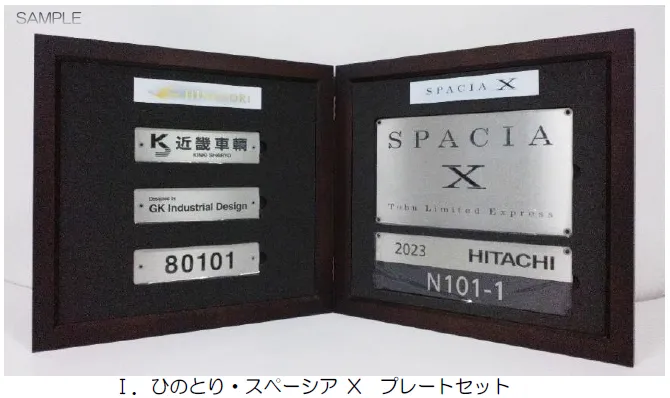 SAMPLE
HINOTORI
K 近畿車輌
KINKI SHARYO
Designed by
GK Industrial Design
80101
SPACIA X
SPACIA
X
Tobu Limited Express
2023 HITACHI
N101-1
Ⅰ. ひのとり・スペーシア X プレートセット